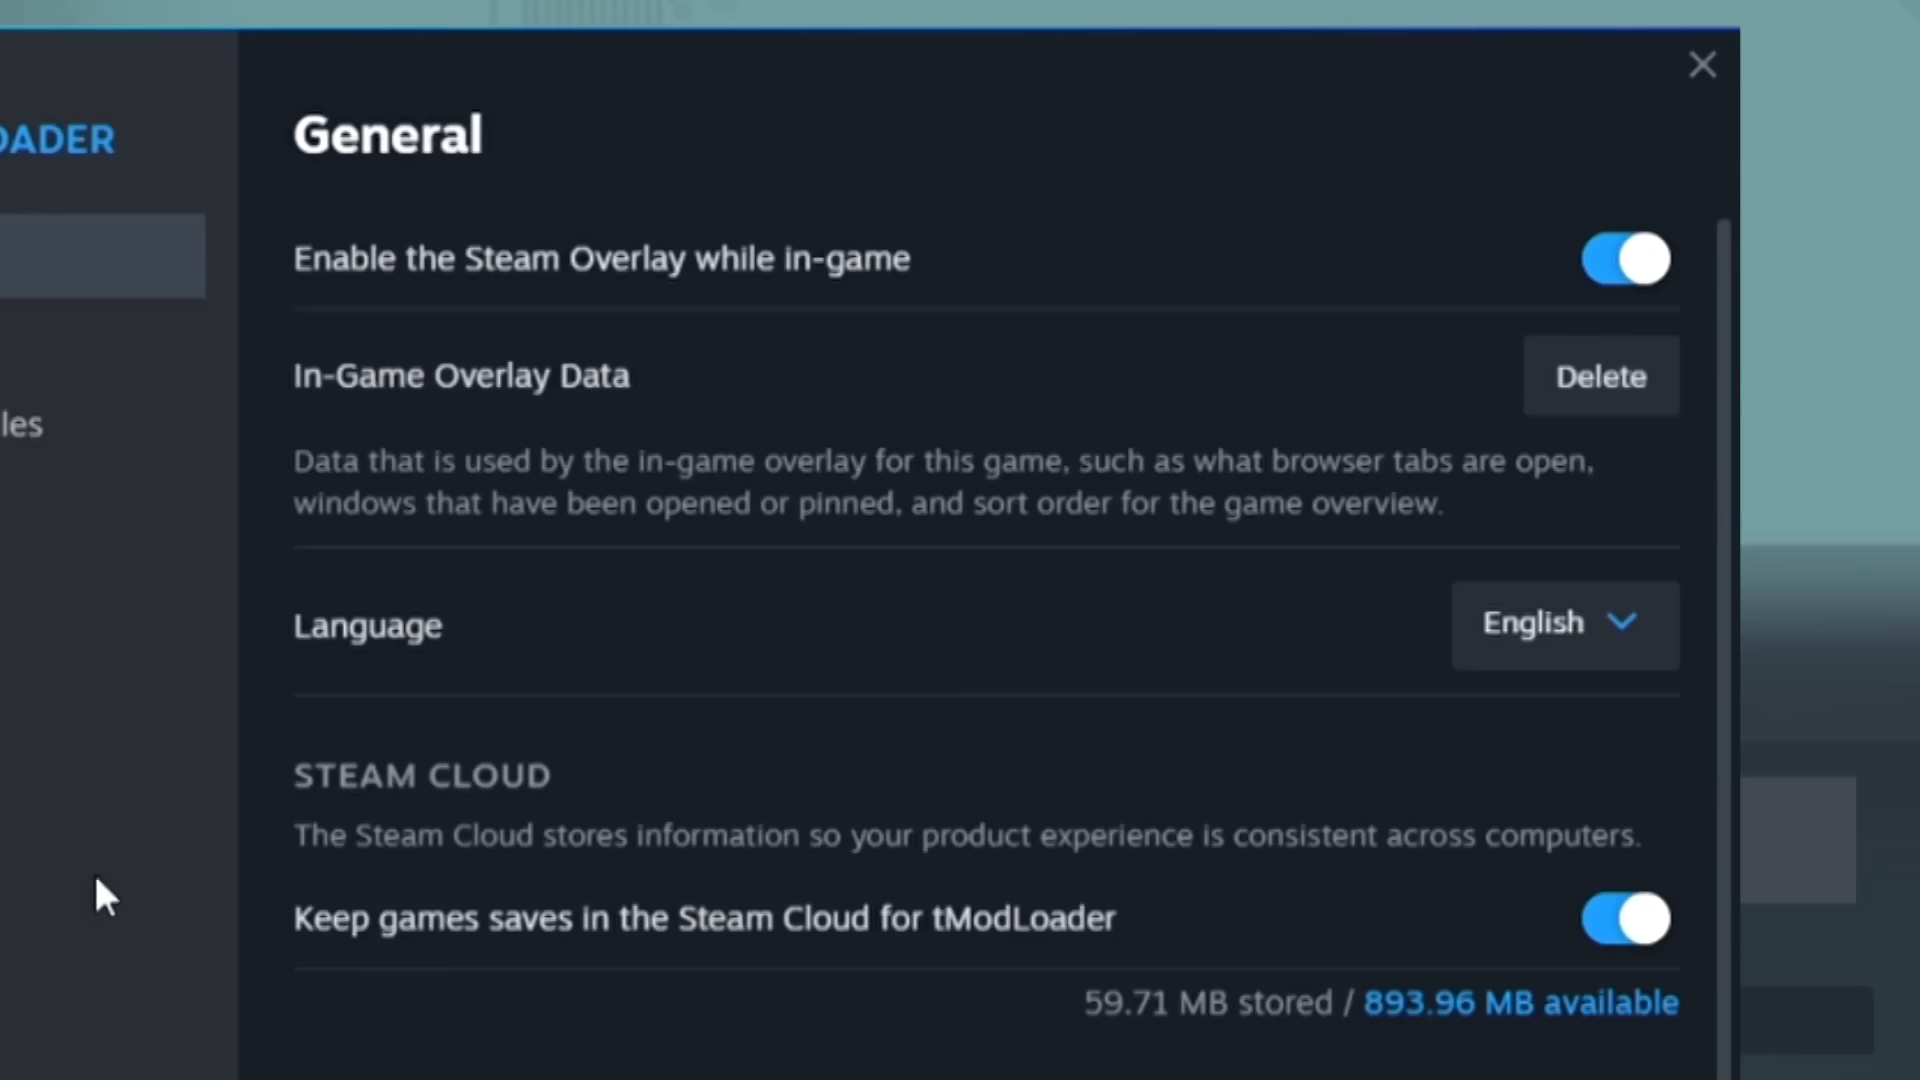 OADER
General
Enable the Steam Overlay while in-game
In-Game Overlay Data
Delete
Data that is used by the in-game overlay for this game, such as what browser tabs are open,
windows that have been opened or pinned, and sort order for the game overview.
les
Language
English
STEAM CLOUD
The Steam Cloud stores information so your product experience is consistent across computers.
Keep games saves in the Steam Cloud for tModLoader
59.71 MB stored / 893.96 MB available